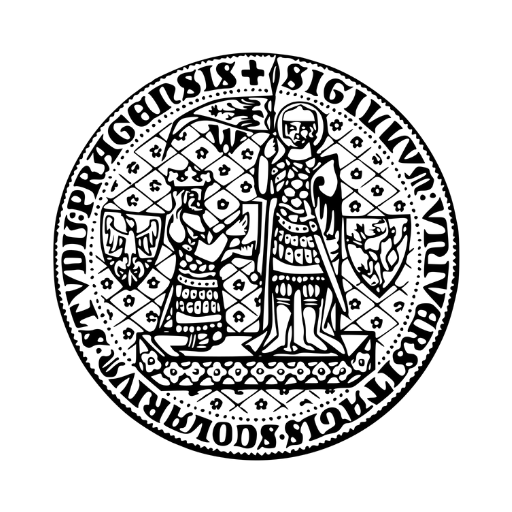 + SIGILLVM : VNIVERSITATIS · SCOLARIVM STVDII : PRAGENSIS